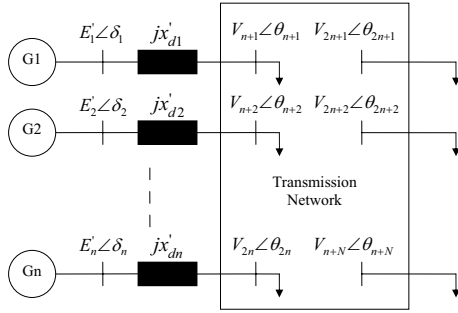 G1 E'₁∠δ₁ jx'd1 Vₙ₊₁∠θₙ₊₁ V₂ₙ₊₁∠θ₂ₙ₊₁
G2 E'₂∠δ₂ jx'd2 Vₙ₊₂∠θₙ₊₂ V₂ₙ₊₂∠θ₂ₙ₊₂
Transmission
Network
Gn E'ₙ∠δₙ jx'dn V₂ₙ∠θ₂ₙ Vₙ₊N∠θₙ₊N